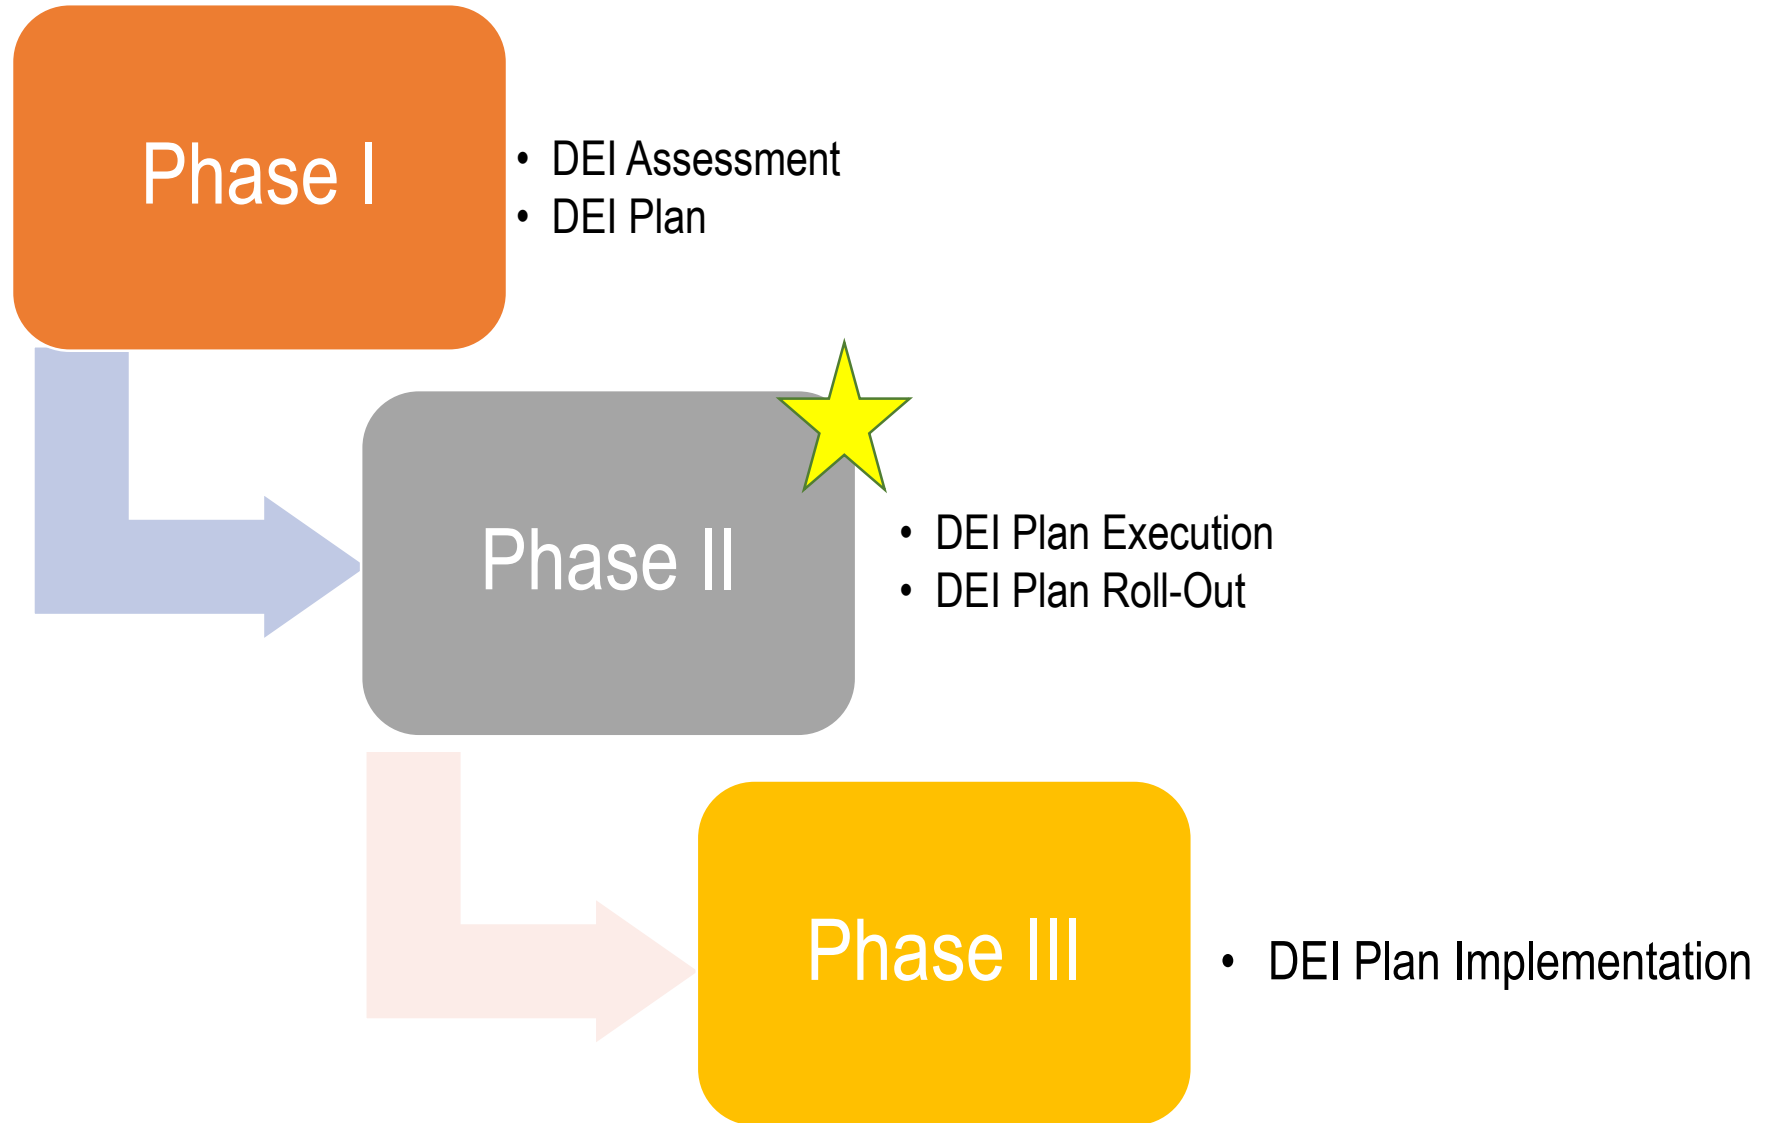 Phase I
• DEI Assessment
• DEI Plan
Phase II
• DEI Plan Execution
• DEI Plan Roll-Out
Phase III
• DEI Plan Implementation